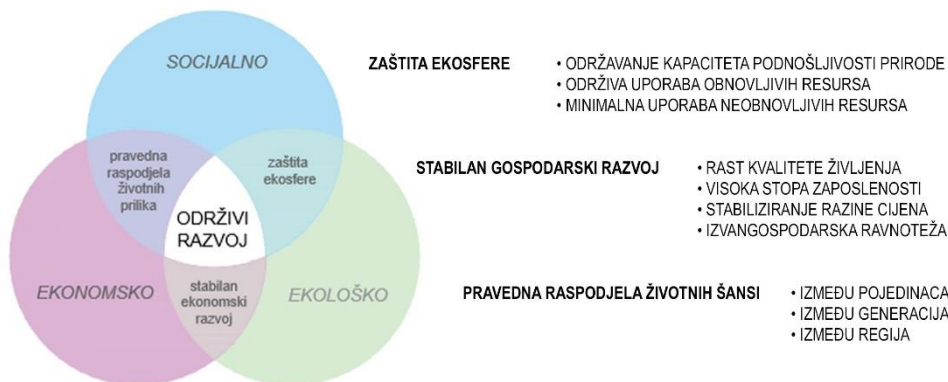 SOCIJALNO
pravedna
raspodjela
životnih
prilika
zaštita
ekosfere
ODRŽIVI
RAZVOJ
EKONOMSKO
stabilan
ekonomski
razvoj
EKOLOŠKO
ZAŠTITA EKOSFERE
• ODRŽAVANJE KAPACITETA PODNOŠLJIVOSTI PRIRODE
• ODRŽIVA UPORABA OBNOVLJIVIH RESURSA
• MINIMALNA UPORABA NEOBNOVLJIVIH RESURSA
STABILAN GOSPODARSKI RAZVOJ
• RAST KVALITETE ŽIVLJENJA
• VISOKA STOPA ZAPOSLENOSTI
• STABILIZIRANJE RAZINE CIJENA
• IZVANGOSPODARSKA RAVNOTEŽA
PRAVEDNA RASPODJELA ŽIVOTNIH ŠANSI
• IZMEĐU POJEDINACA
• IZMEĐU GENERACIJA
• IZMEĐU REGIJA